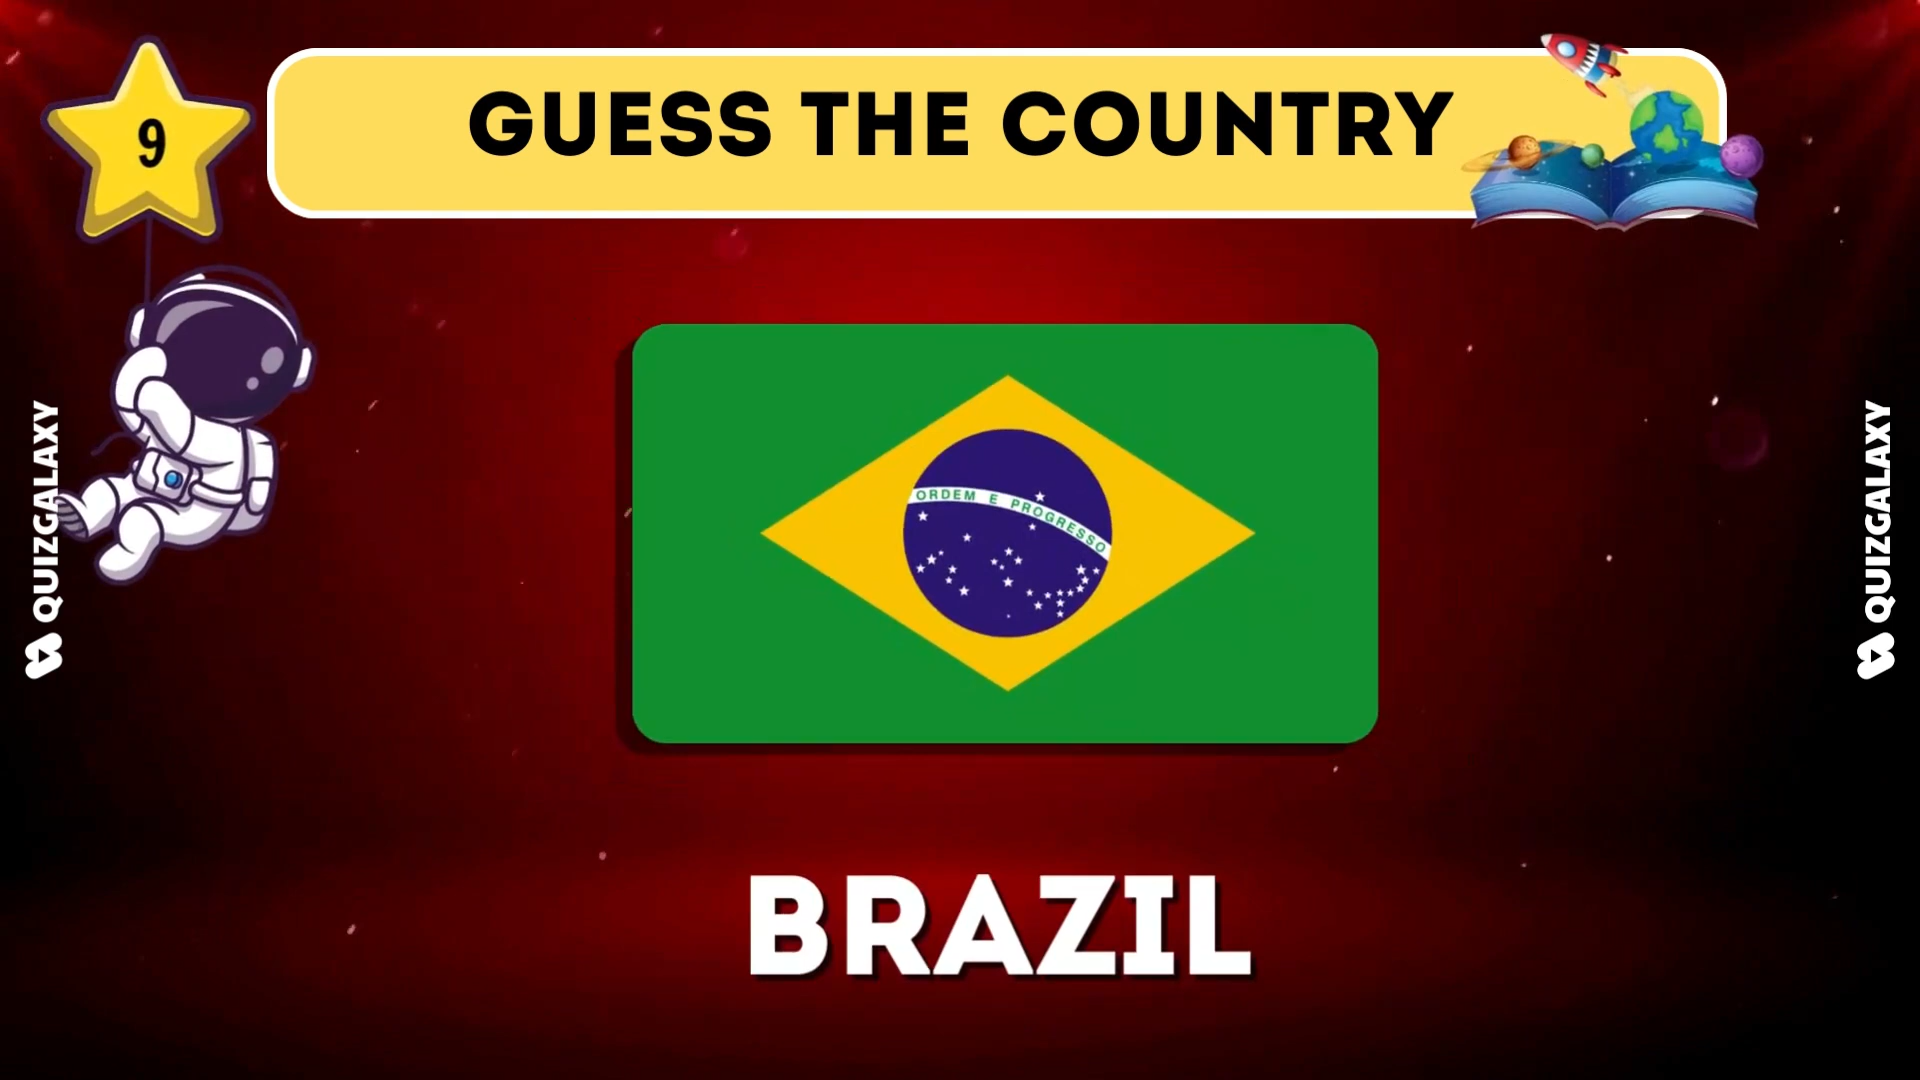 9
GUESS THE COUNTRY
QUIZGALAXY
QUIZGALAXY
ORDEM E PROGRESSO
BRAZIL